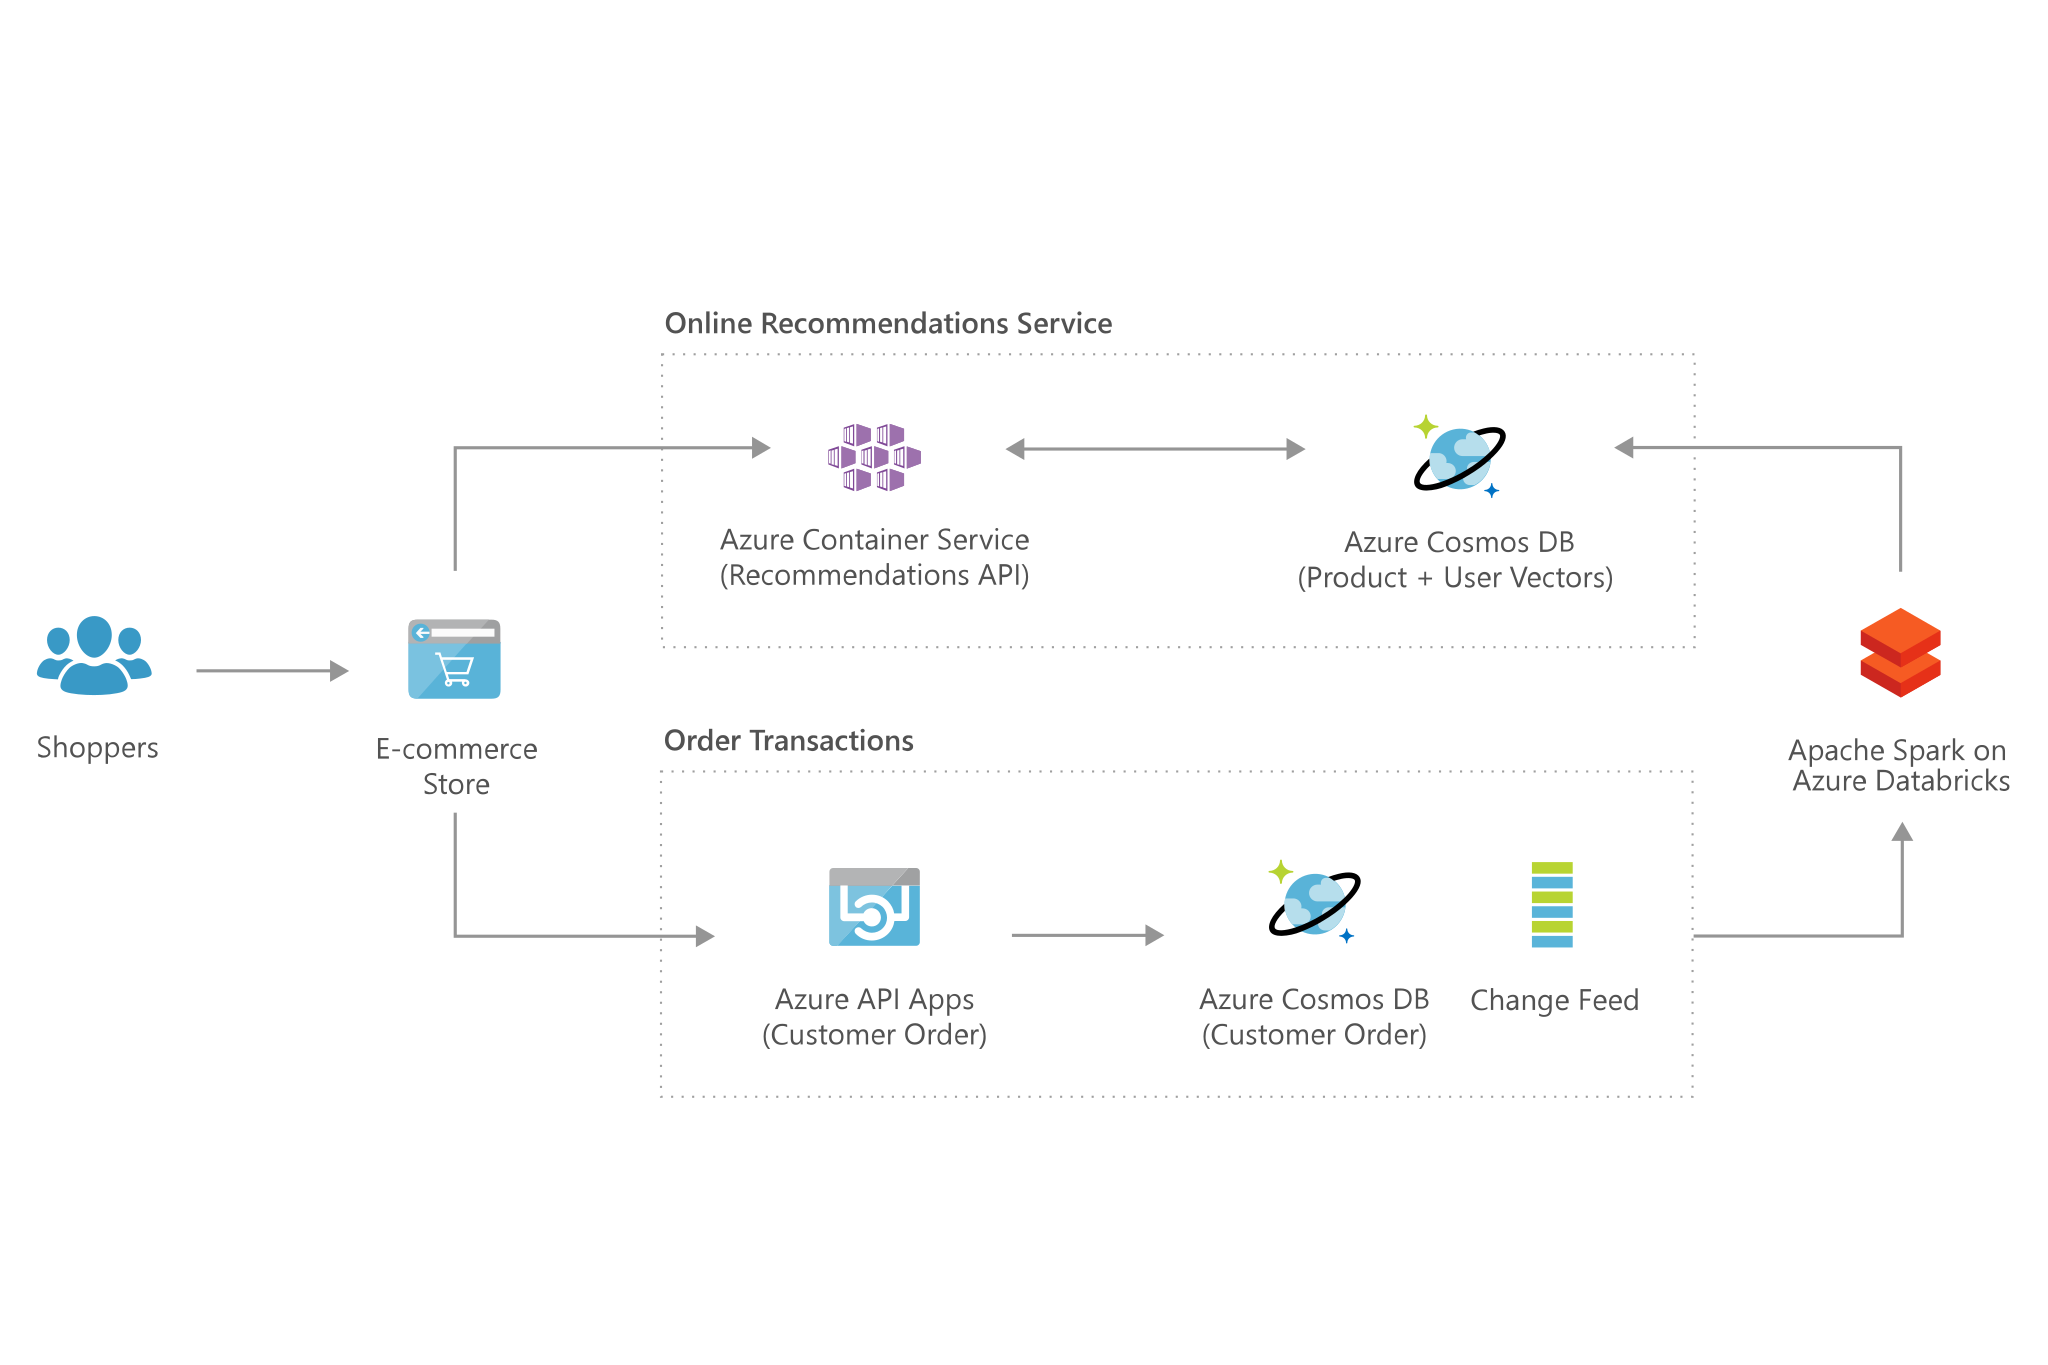 Online Recommendations Service
Azure Container Service
(Recommendations API)
Azure Cosmos DB
(Product + User Vectors)
Shoppers
E-commerce
Store
Apache Spark on
Azure Databricks
Order Transactions
Azure API Apps
(Customer Order)
Azure Cosmos DB
(Customer Order)
Change Feed